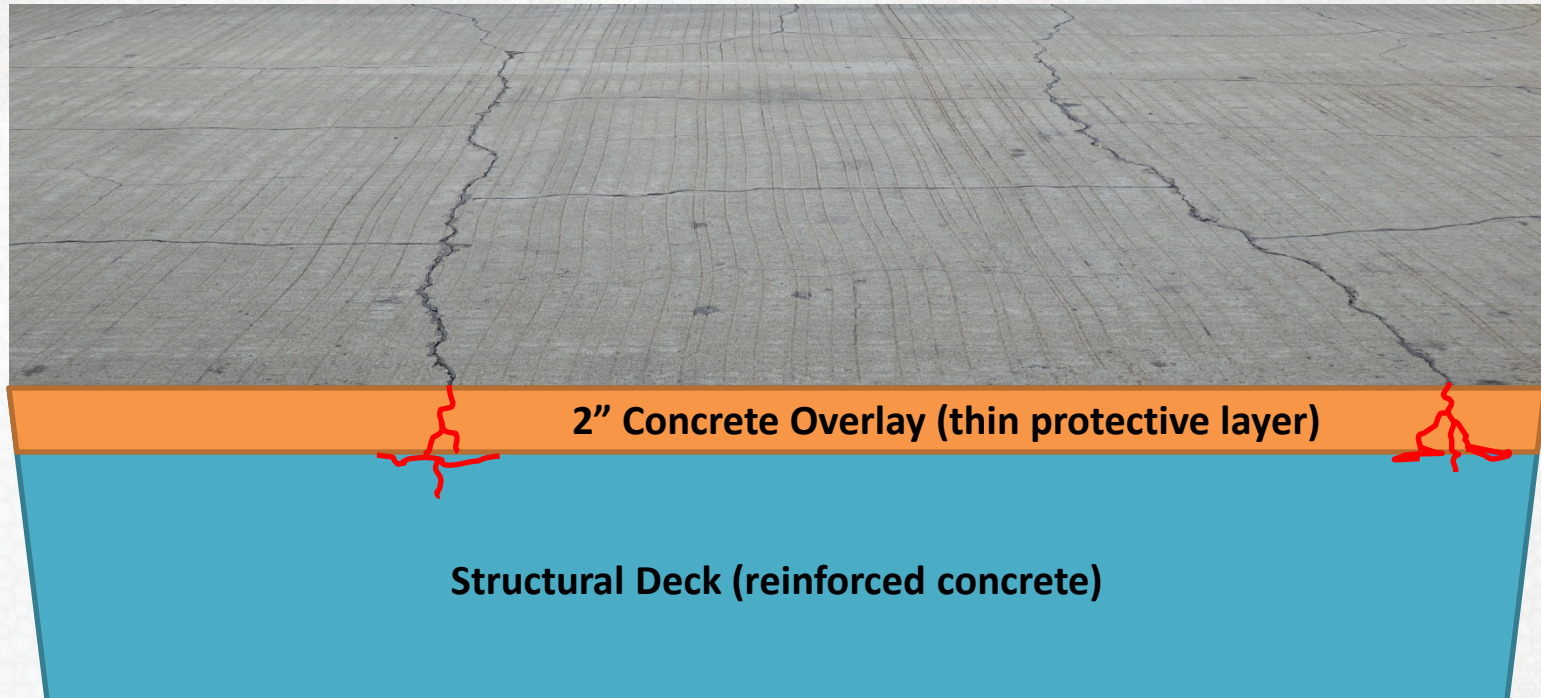 2” Concrete Overlay (thin protective layer)
Structural Deck (reinforced concrete)